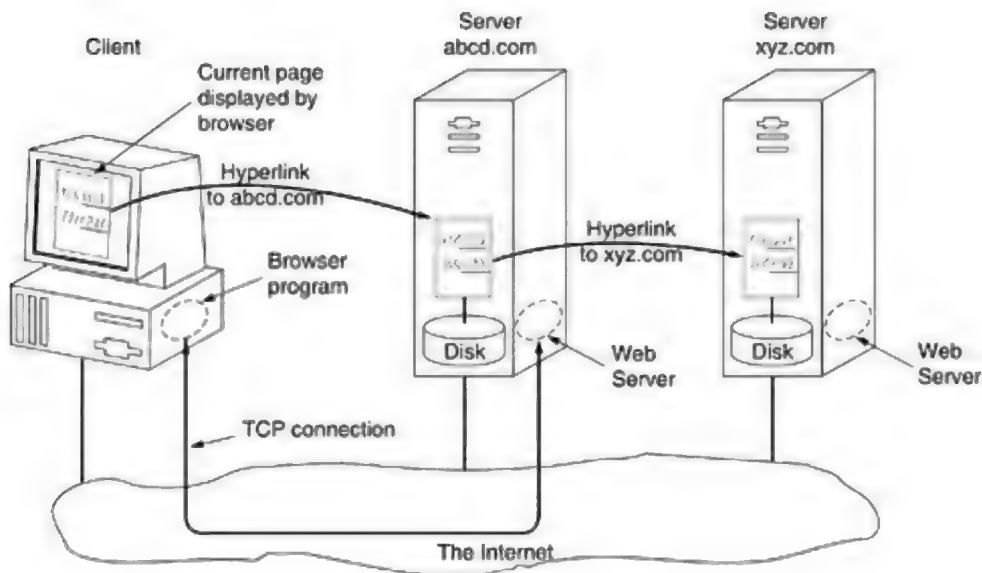 Client
Server
abcd.com
Server
xyz.com
Current page
displayed by
browser
Hyperlink
to abcd.com
Hyperlink
to xyz.com
Browser
program
Disk
Web
Server
Disk
Web
Server
TCP connection
The Internet